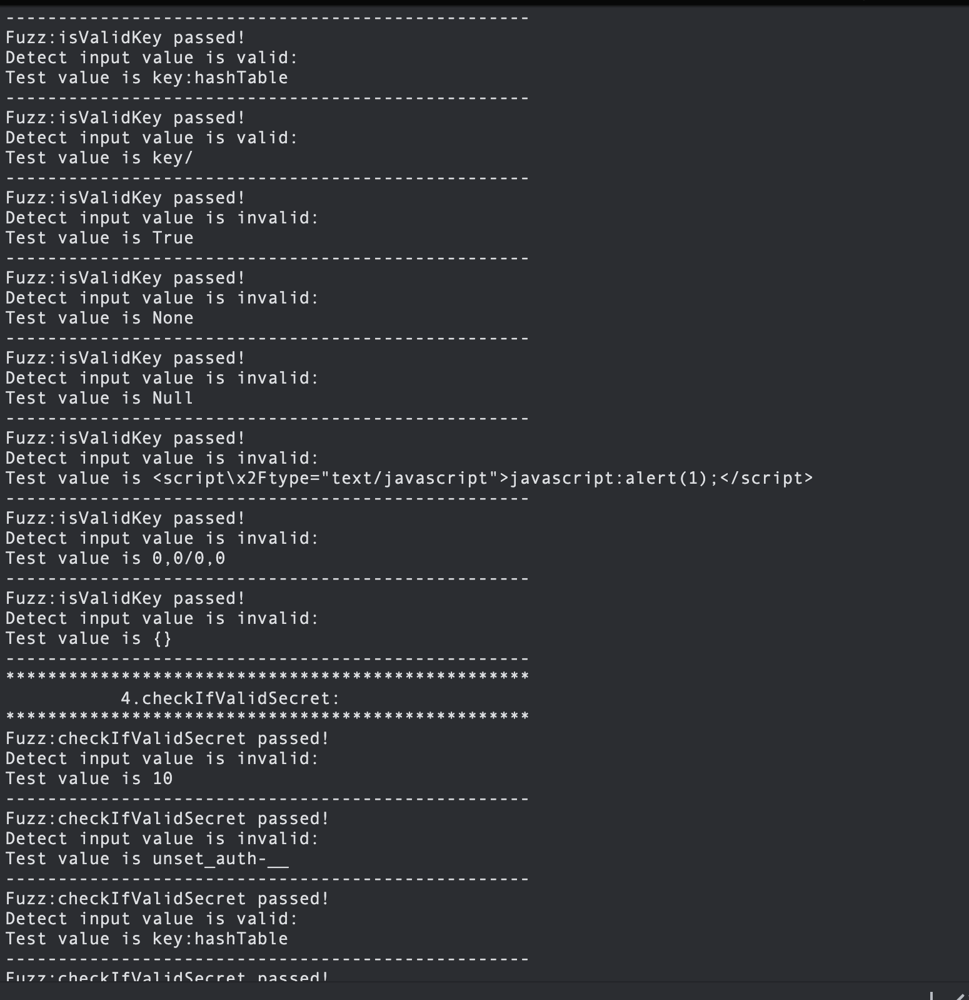 --------------------------------------------------
Fuzz:isValidKey passed!
Detect input value is valid:
Test value is key:hashTable
--------------------------------------------------
Fuzz:isValidKey passed!
Detect input value is valid:
Test value is key/
--------------------------------------------------
Fuzz:isValidKey passed!
Detect input value is invalid:
Test value is True
--------------------------------------------------
Fuzz:isValidKey passed!
Detect input value is invalid:
Test value is None
--------------------------------------------------
Fuzz:isValidKey passed!
Detect input value is invalid:
Test value is Null
--------------------------------------------------
Fuzz:isValidKey passed!
Detect input value is invalid:
Test value is <script\x2Ftype="text/javascript">javascript:alert(1);</script>
--------------------------------------------------
Fuzz:isValidKey passed!
Detect input value is invalid:
Test value is 0,0/0,0
--------------------------------------------------
Fuzz:isValidKey passed!
Detect input value is invalid:
Test value is {}
--------------------------------------------------
**************************************************
4.checkIfValidSecret:
**************************************************
Fuzz:checkIfValidSecret passed!
Detect input value is invalid:
Test value is 10
--------------------------------------------------
Fuzz:checkIfValidSecret passed!
Detect input value is invalid:
Test value is unset_auth-__
--------------------------------------------------
Fuzz:checkIfValidSecret passed!
Detect input value is valid:
Test value is key:hashTable
--------------------------------------------------
Fuzz:checkIfValidSecret passed!